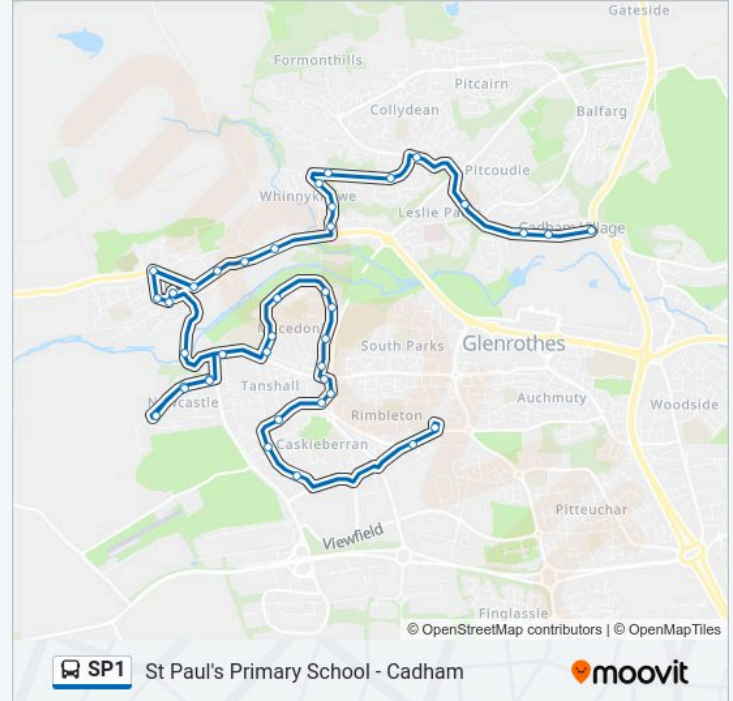 Gateside
Formonthills
Pitcairn
Collydean
Balfarg
Pitcoudie
Whinnyknowe
Leslie Pa
Cadham Village
Macedon
South Parks
Glenrothes
Tanshall
Auchmuty
Newcastle
Rimbleton
Woodside
Caskieberran
Pitteuchar
Viewfield
Finglassie
© OpenStreetMap contributors | © OpenMapTiles
SP1 St Paul's Primary School - Cadham
moovit